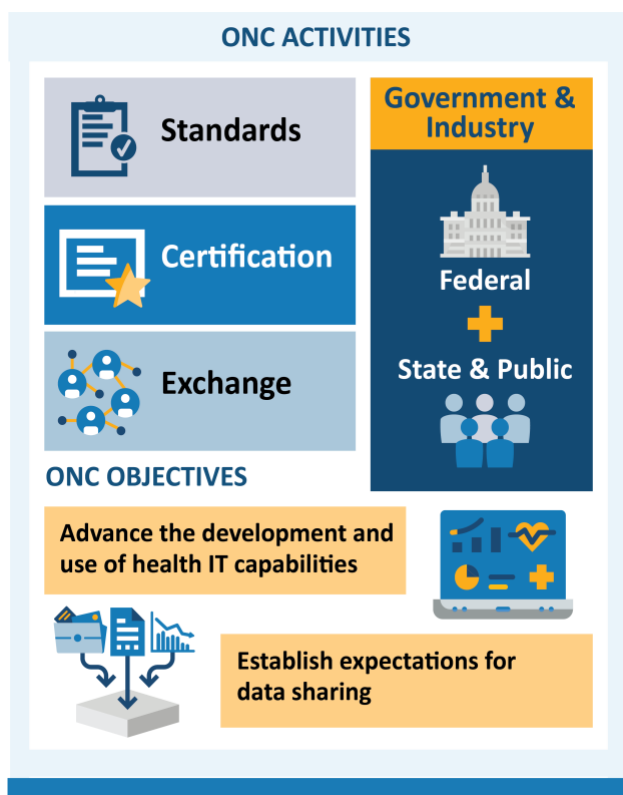 ONC ACTIVITIES
Standards
Certification
Exchange
Government &
Industry
Federal
State & Public
ONC OBJECTIVES
Advance the development and
use of health IT capabilities
Establish expectations for
data sharing